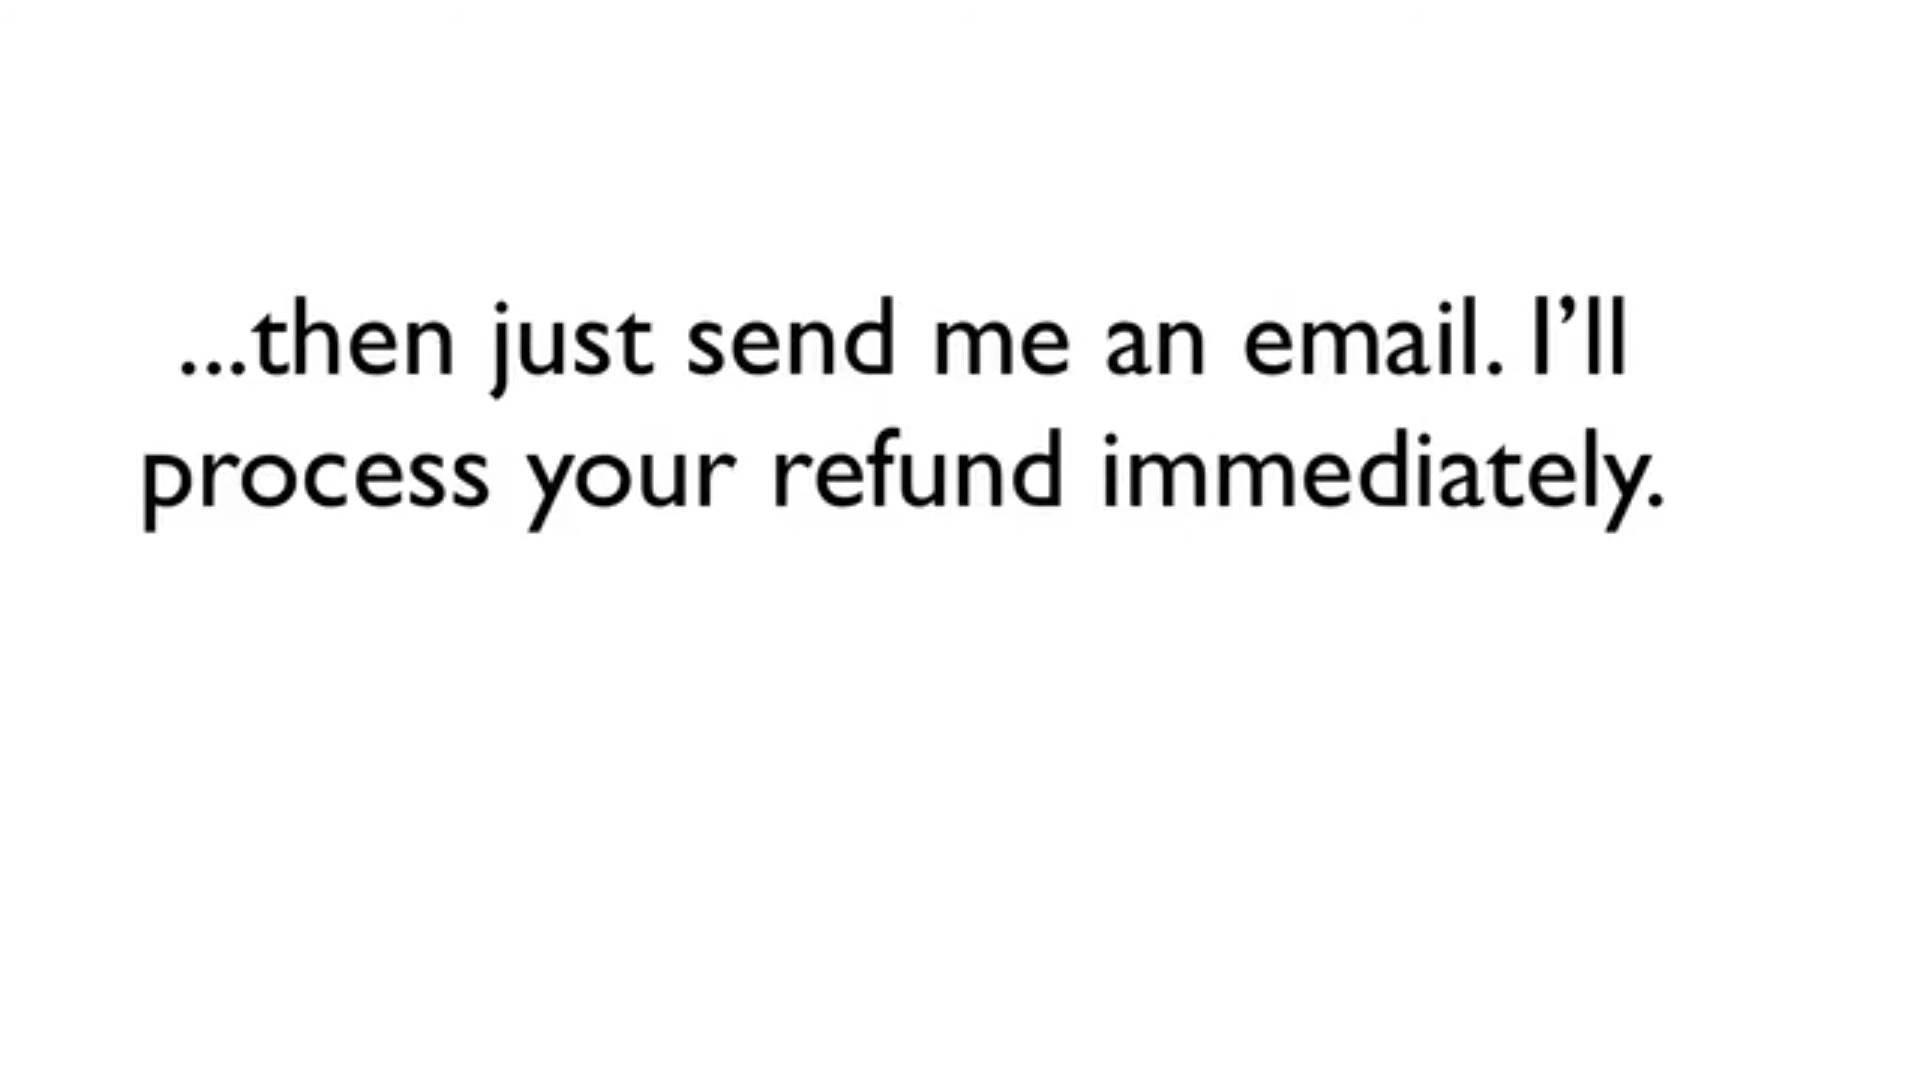 ...then just send me an email. I’ll
process your refund immediately.